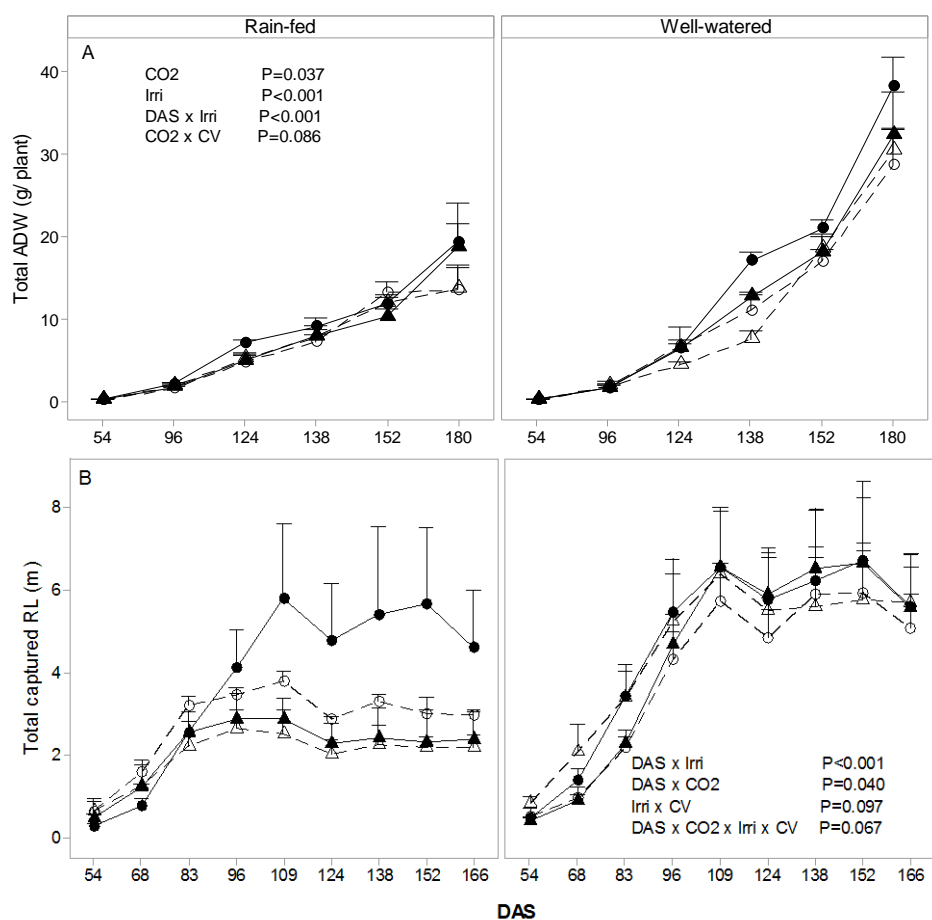 Rain-fed Well-watered
A
CO2 P=0.037
Irri P<0.001
DAS x Irri P<0.001
CO2 x CV P=0.086
Total ADW (g/ plant)
40
30
20
10
0
54 96 124 138 152 180 54 96 124 138 152 180
B
Total captured RL (m)
8
6
4
2
0
DAS x Irri P<0.001
DAS x CO2 P=0.040
Irri x CV P=0.097
DAS x CO2 x Irri x CV P=0.067
54 68 83 96 109 124 138 152 166 54 68 83 96 109 124 138 152 166
DAS